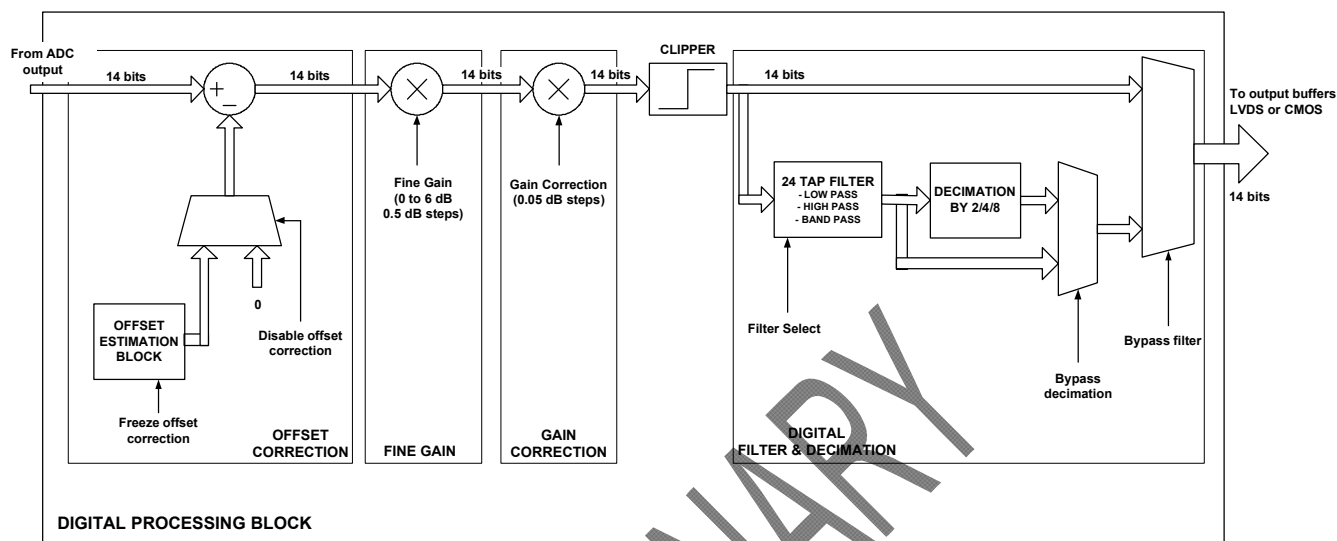 From ADC
output
14 bits
14 bits
14 bits
14 bits
CLIPPER
14 bits
To output buffers
LVDS or CMOS
14 bits
+
−
Fine Gain
(0 to 6 dB
0.5 dB steps)
Gain Correction
(0.05 dB steps)
24 TAP FILTER
- LOW PASS
- HIGH PASS
- BAND PASS
DECIMATION
BY 2/4/8
0
OFFSET
ESTIMATION
BLOCK
Disable offset
correction
Filter Select
Bypass filter
Bypass
decimation
Freeze offset
correction
OFFSET
CORRECTION
FINE GAIN
GAIN
CORRECTION
DIGITAL
FILTER & DECIMATION
DIGITAL PROCESSING BLOCK